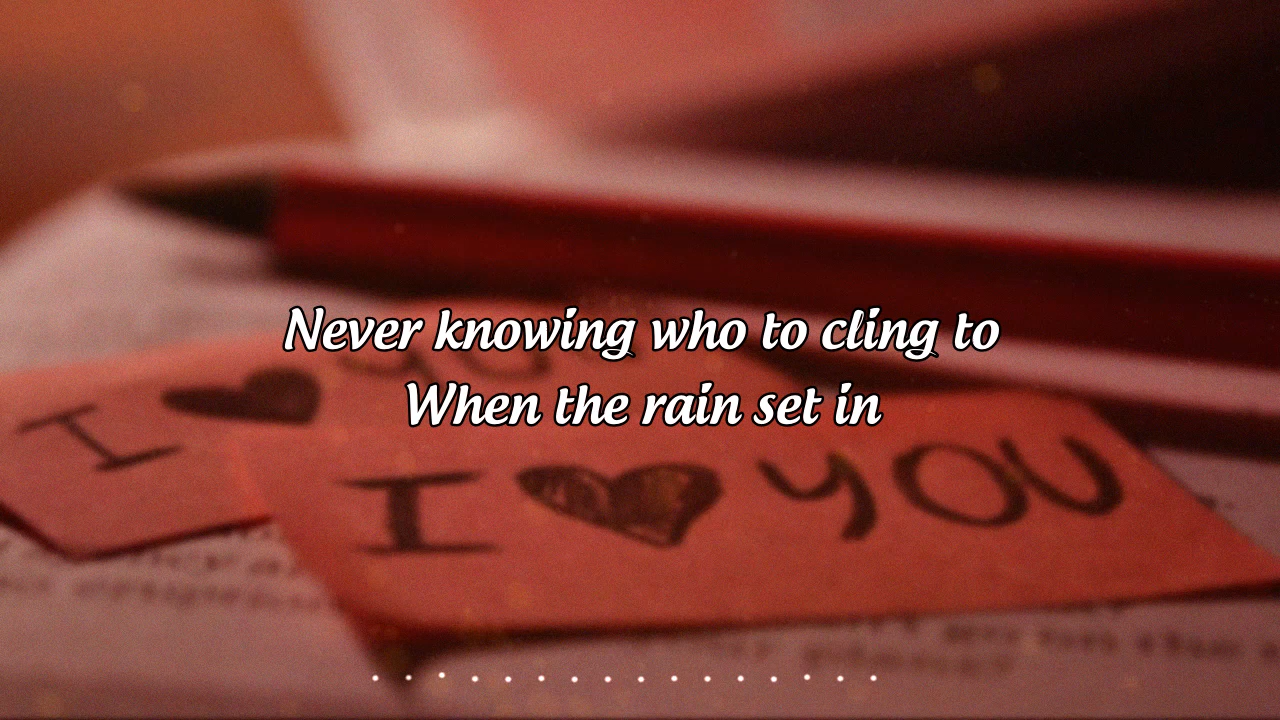 Never knowing who to cling to
When the rain set in
I ♥ YOU
I ♥ YOU